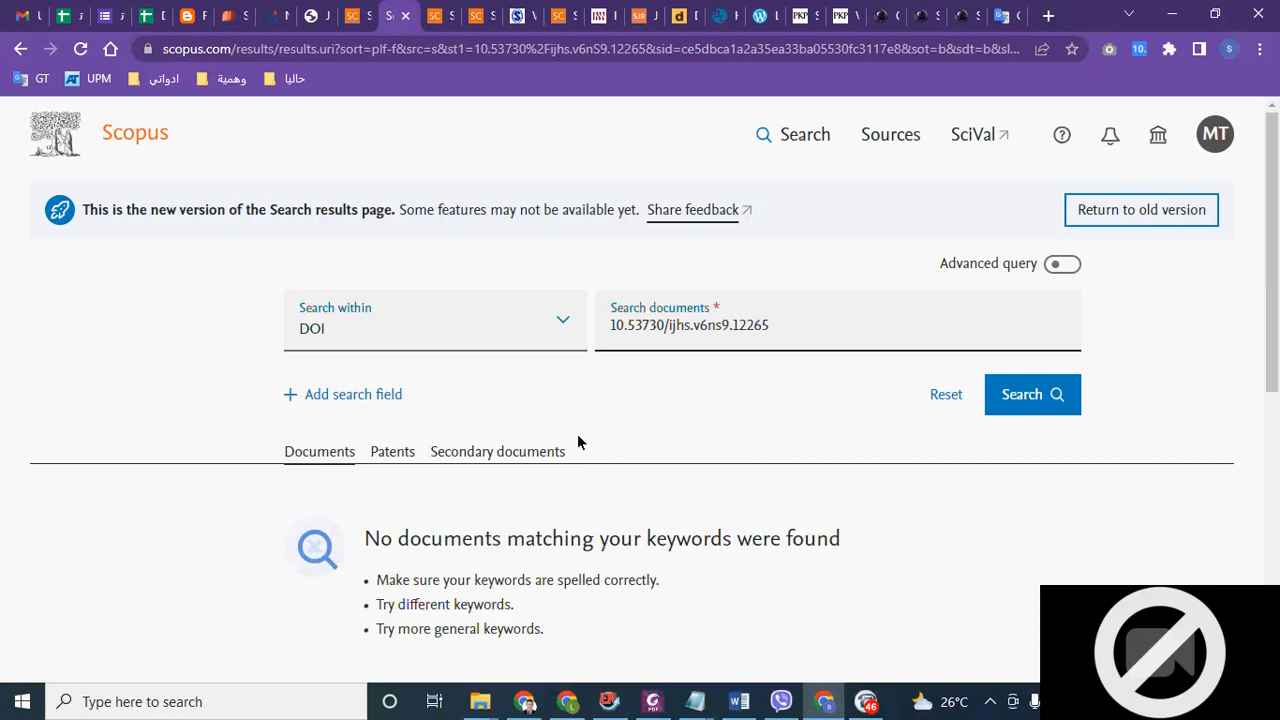 scopus.com/results/results.uri?sort=plf-f&src=s&st1=10.53730%2Fijhs.v6nS9.12265&sid=ce5dbca1a2a35ea33ba05530fc3117e8&sot=b&sdt=b&sl...
GT UPM ادواتي وهمية حاليا
Scopus
Search Sources SciVal MT
This is the new version of the Search results page. Some features may not be available yet. Share feedback
Return to old version
Advanced query
Search within
DOI
Search documents *
10.53730/ijhs.v6ns9.12265
+ Add search field
Reset
Search
Documents Patents Secondary documents
No documents matching your keywords were found
• Make sure your keywords are spelled correctly.
• Try different keywords.
• Try more general keywords.
Type here to search
46
26°C